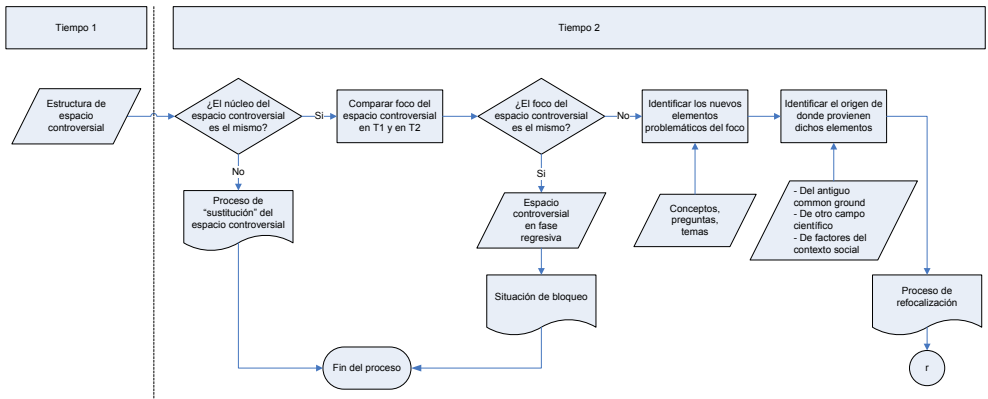 Tiempo 1
Tiempo 2
Estructura de
espacio
controversial
¿El núcleo del
espacio controversial
es el mismo?
Si
Comparar foco del
espacio controversial
en T1 y en T2
¿El foco del
espacio controversial
es el mismo?
No
Identificar los nuevos
elementos
problemáticos del foco
Identificar el origen de
donde provienen
dichos elementos
No
Si
Proceso de
“sustitución” del
espacio controversial
Espacio
controversial
en fase
regresiva
Conceptos,
preguntas,
temas
- Del antiguo
common ground
- De otro campo
científico
- De factores del
contexto social
Situación de bloqueo
Proceso de
refocalización
Fin del proceso
r